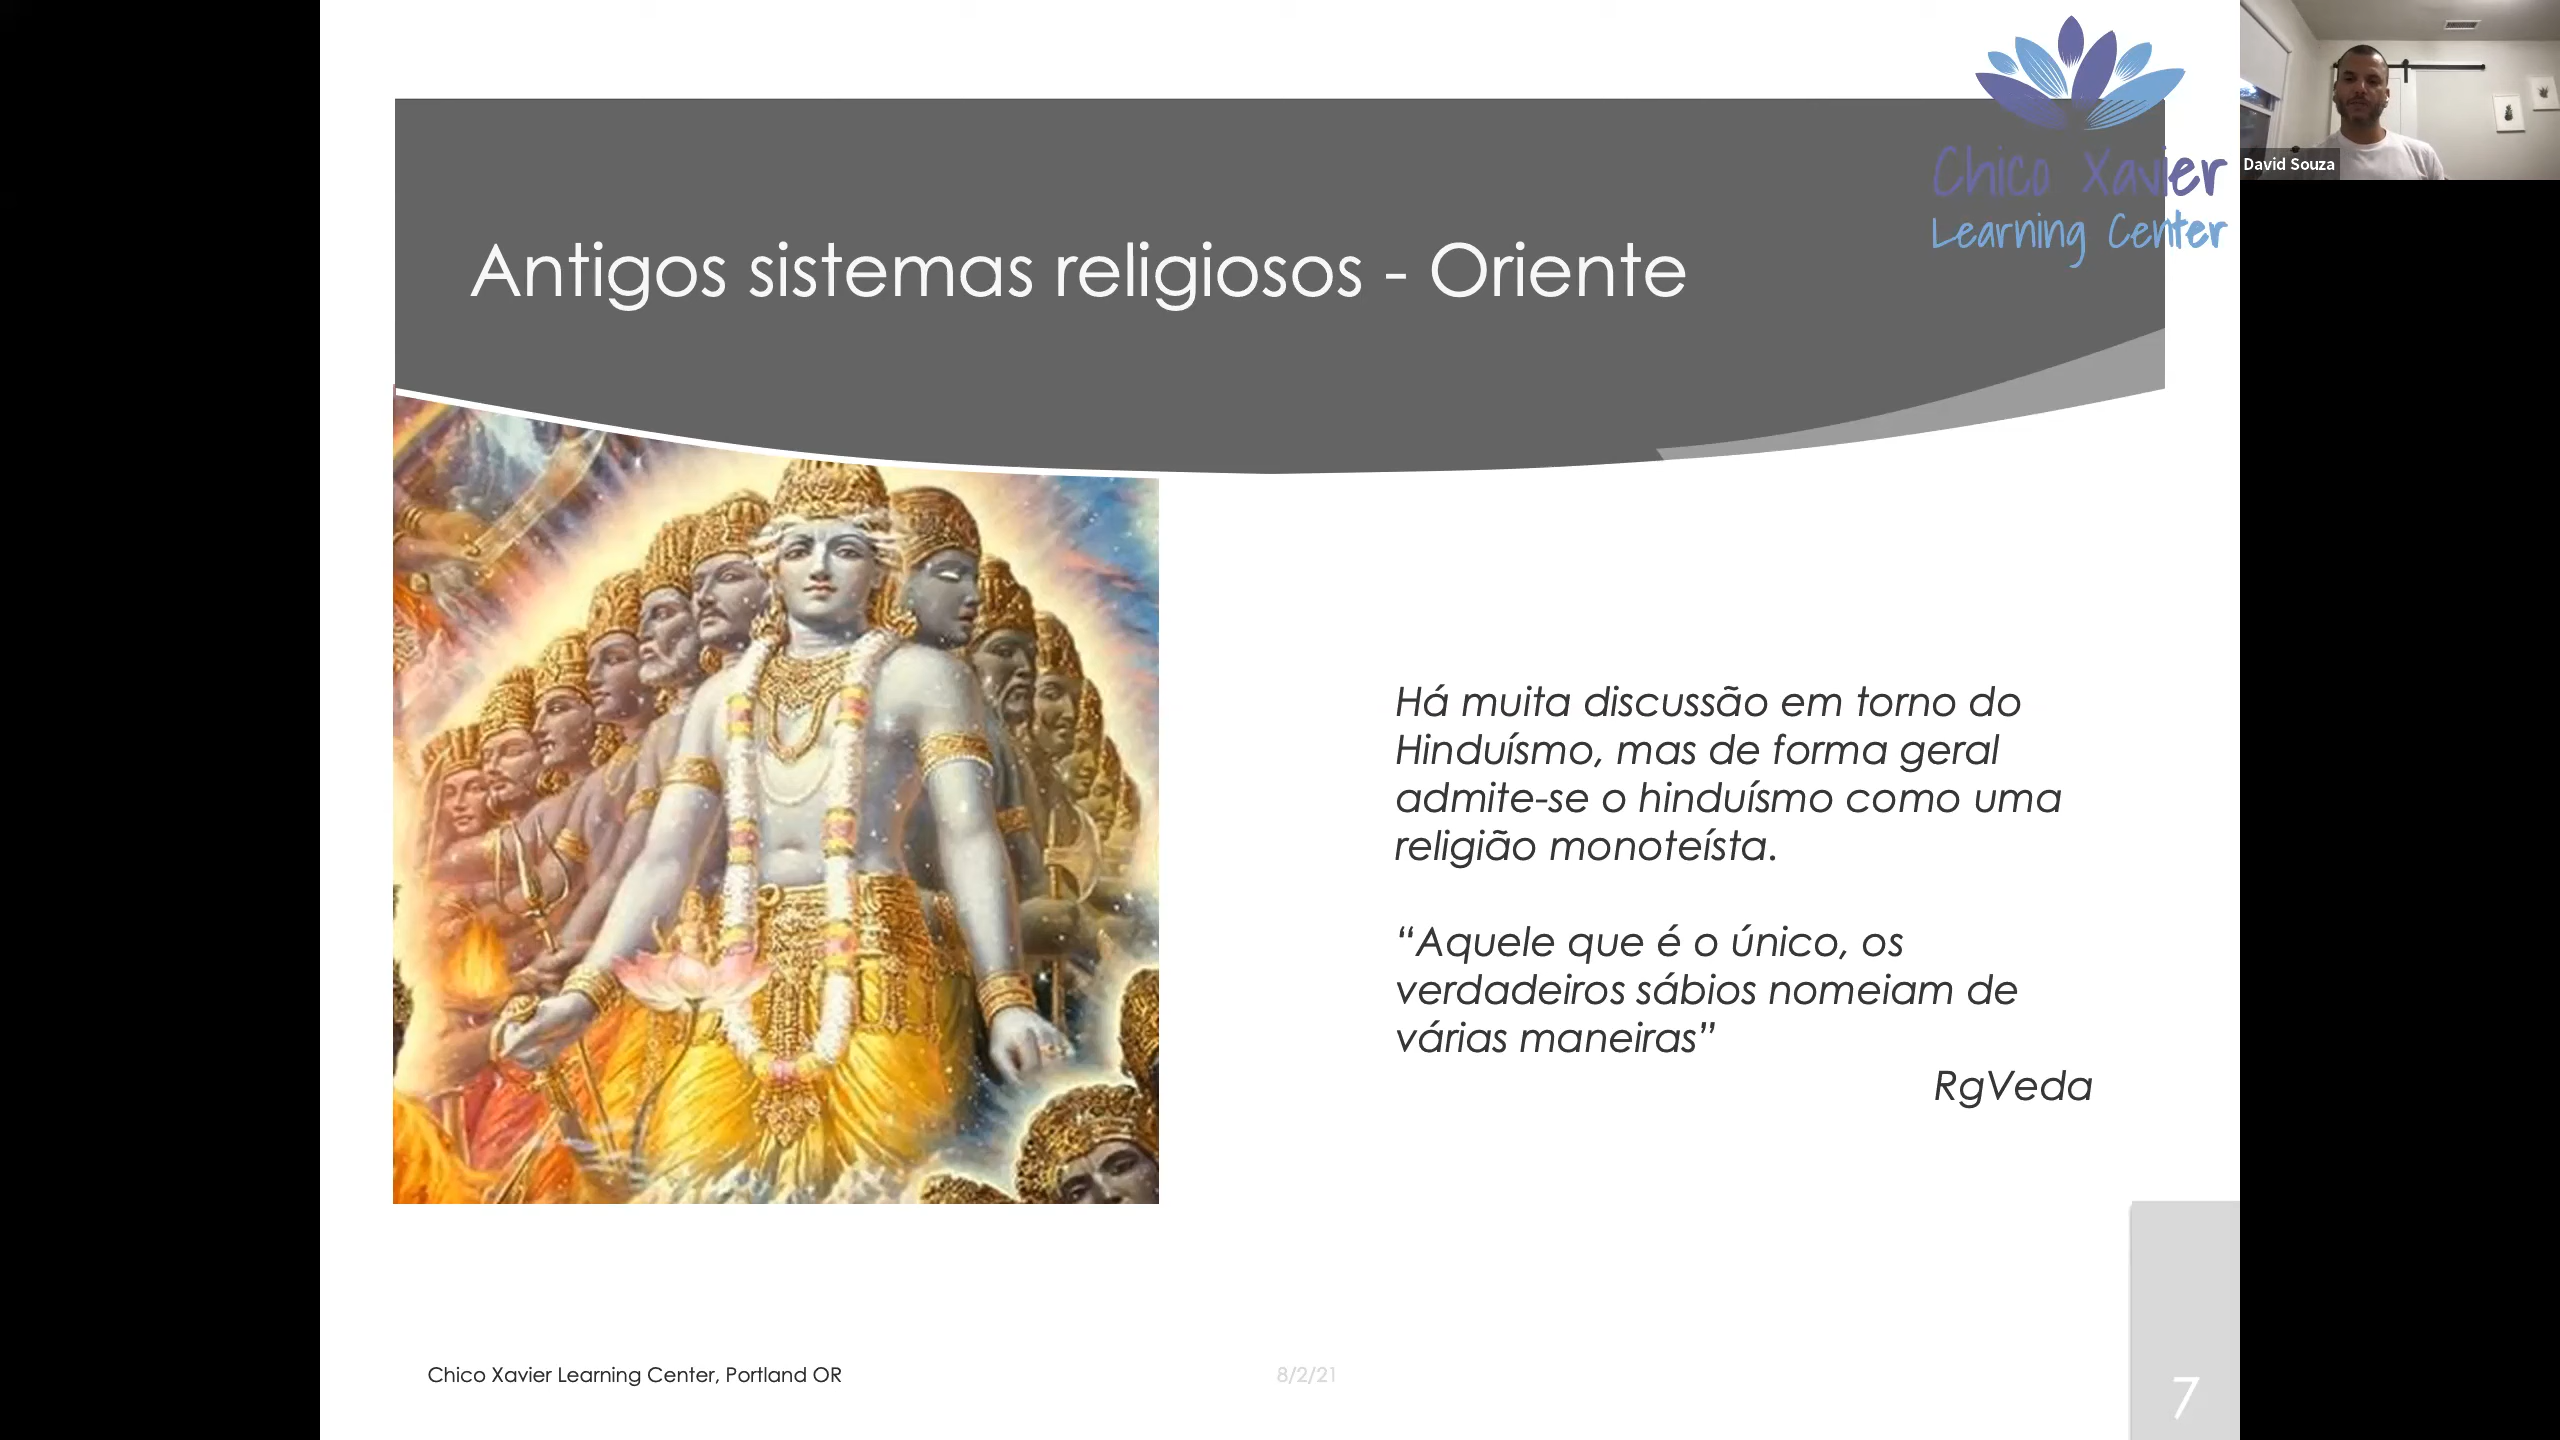 Chico Xavier
Learning Center
David Souza
Antigos sistemas religiosos - Oriente
Há muita discussão em torno do
Hinduísmo, mas de forma geral
admite-se o hinduísmo como uma
religião monoteísta.
“Aquele que é o único, os
verdadeiros sábios nomeiam de
várias maneiras”
RgVeda
Chico Xavier Learning Center, Portland OR
8/2/21
7